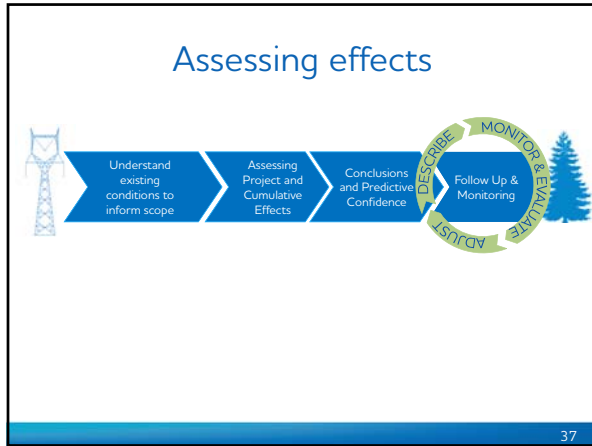 Assessing effects
Understand
existing
conditions to
inform scope
Assessing
Project and
Cumulative
Effects
Conclusions
and Predictive
Confidence
Follow Up &
Monitoring
DESCRIBE
MONITOR & EVALUATE
ADJUST
37